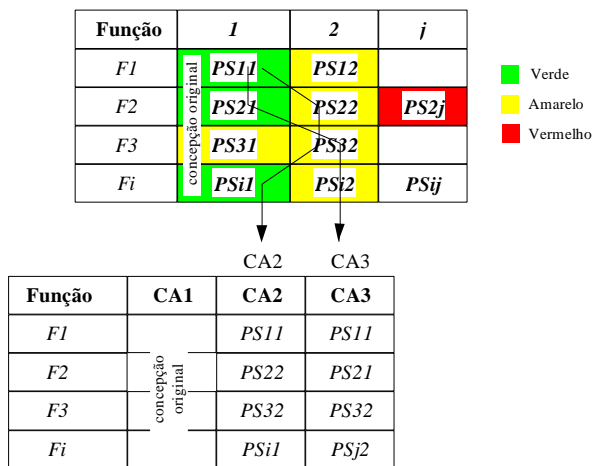 Função 1 2 j
F1 PS11 PS12
F2 PS21 PS22 PS2j
F3 PS31 PS32
Fi PSi1 PSi2 PSij
concepção original
Verde
Amarelo
Vermelho
CA2 CA3
Função CA1 CA2 CA3
F1 PS11 PS11
F2 PS22 PS21
F3 PS32 PS32
Fi PSi1 PSj2
concepção
original